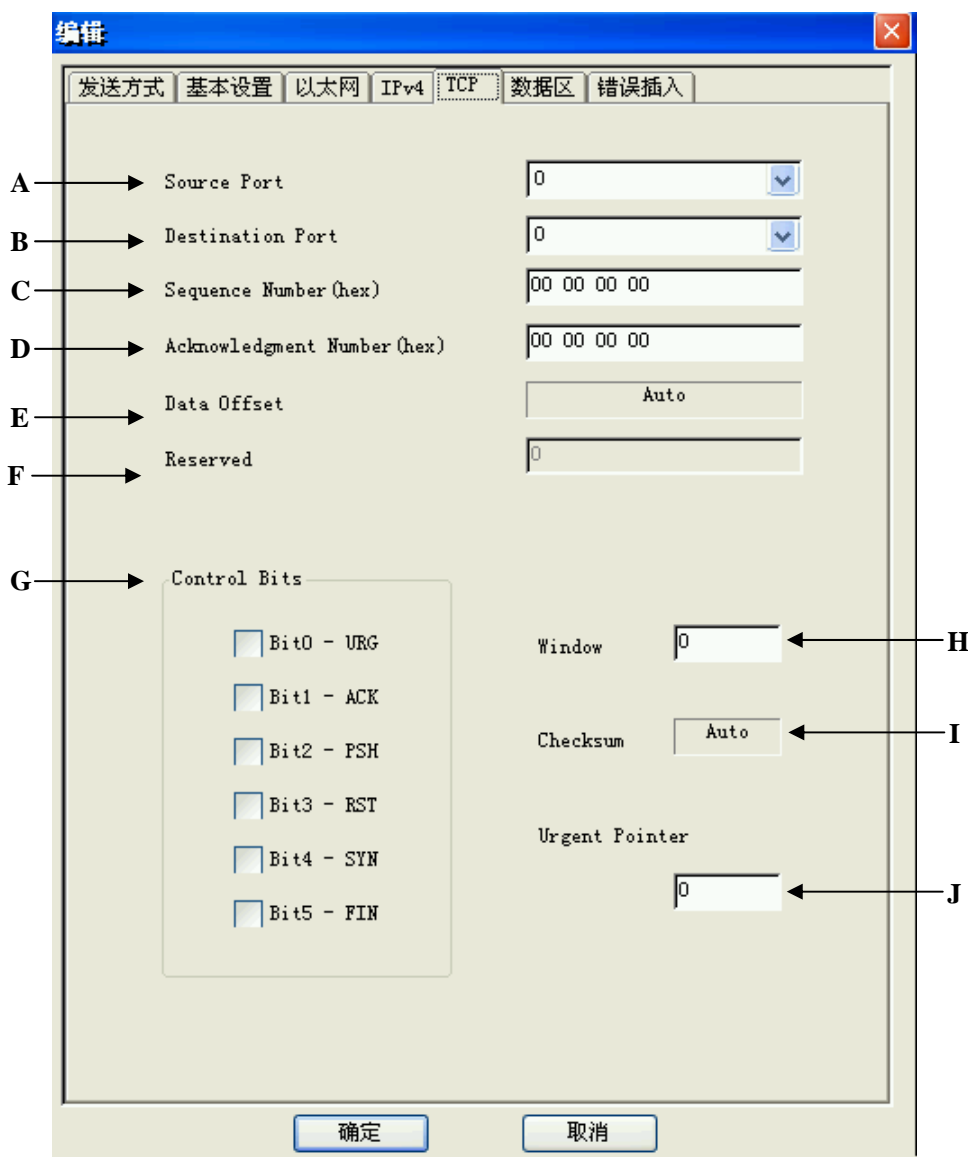 编辑
发送方式 基本设置 以太网 IPv4 TCP 数据区 错误插入
A Source Port 0
B Destination Port 0
C Sequence Number(hex) 00 00 00 00
D Acknowledgment Number(hex) 00 00 00 00
E Data Offset Auto
F Reserved 0
G Control Bits
Bit0 - URG
Window 0 H
Bit1 - ACK
Bit2 - PSH
Checksum Auto I
Bit3 - RST
Bit4 - SYN
Urgent Pointer
Bit5 - FIN
0 J
确定 取消